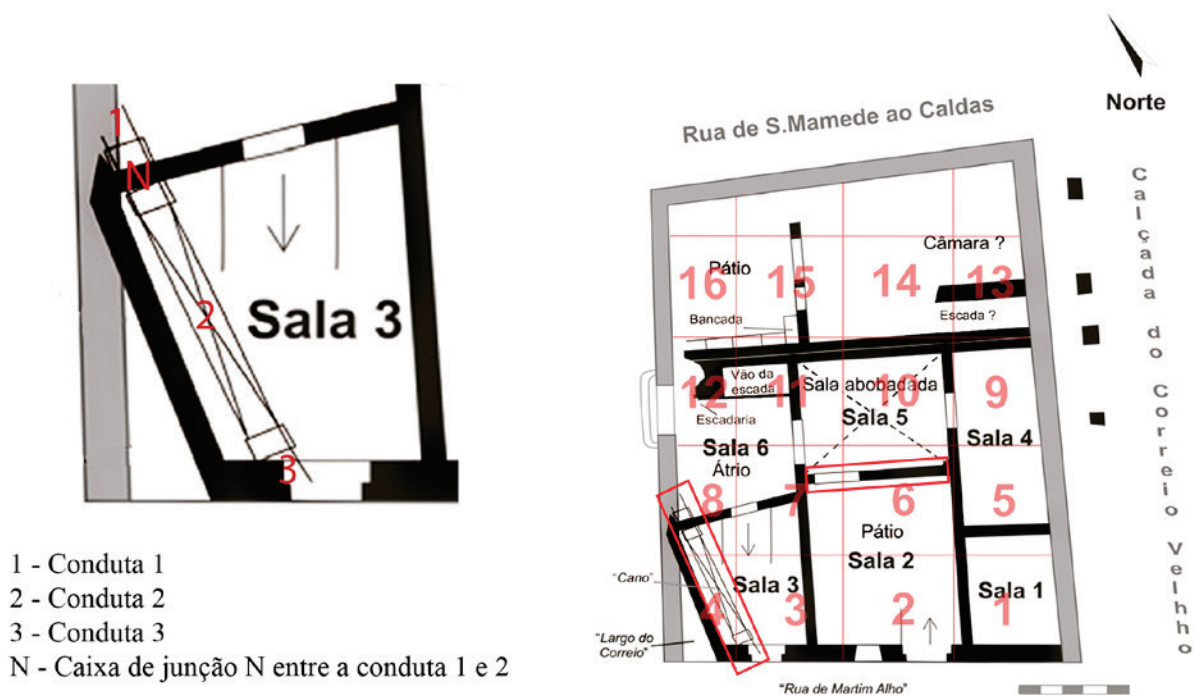 1
N
2
Sala 3
3
1 - Conduta 1
2 - Conduta 2
3 - Conduta 3
N - Caixa de junção N entre a conduta 1 e 2
Norte
Rua de S.Mamede ao Caldas
Calçada do Correio Velho
Câmara ?
Pátio
16
15
14
13
Bancada
Escada ?
Vão da
escada
Sala abobadada
12
11
10
9
Escadaria
Sala 5
Sala 4
Sala 6
Átrio
8
7
6
5
Pátio
Sala 2
"Cano"
Sala 3
Sala 1
4
3
2
1
"Largo do
Correio"
"Rua de Martim Alho"